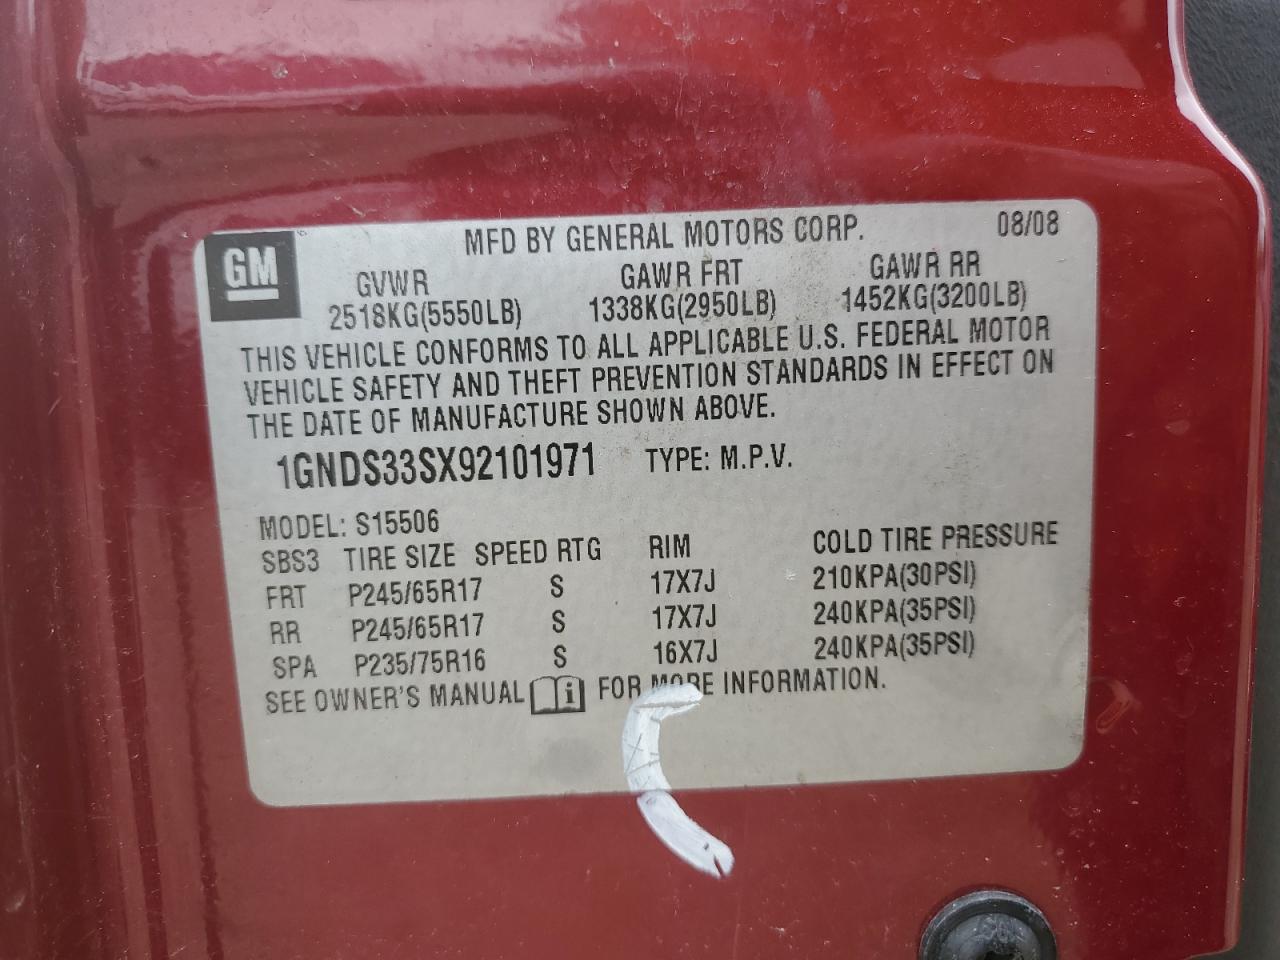 GM
MFD BY GENERAL MOTORS CORP. 08/08
GVWR GAWR FRT GAWR RR
2518KG(5550LB) 1338KG(2950LB) 1452KG(3200LB)
THIS VEHICLE CONFORMS TO ALL APPLICABLE U.S. FEDERAL MOTOR
VEHICLE SAFETY AND THEFT PREVENTION STANDARDS IN EFFECT ON
THE DATE OF MANUFACTURE SHOWN ABOVE.
1GNDS33SX92101971 TYPE: M.P.V.
MODEL: S15506
SBS3 TIRE SIZE SPEED RTG RIM COLD TIRE PRESSURE
FRT P245/65R17 S 17X7J 210KPA(30PSI)
RR P245/65R17 S 17X7J 240KPA(35PSI)
SPA P235/75R16 S 16X7J 240KPA(35PSI)
SEE OWNER'S MANUAL i FOR MORE INFORMATION.